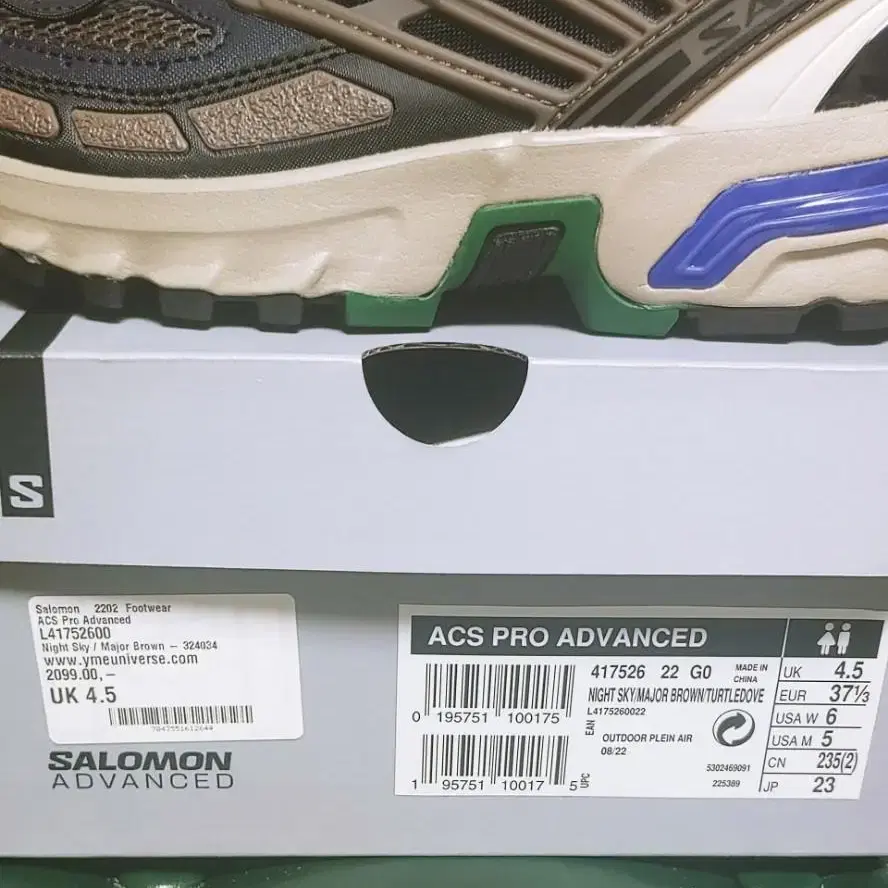 SA
S
Salomon 2202 Footwear
ACS Pro Advanced
L41752600
Night Sky / Major Brown – 324034
www.ymeuniverse.com
2099.00,–
UK 4.5
SALOMON
ADVANCED
ACS PRO ADVANCED
417526 22 G0
MADE IN
CHINA
NIGHT SKY/MAJOR BROWN/TURTLEDOVE
L4175260022
0 195751 100175
EAN
OUTDOOR PLEIN AIR
08/22
1 95751 10017 5
UPC
5302469091
225389
UK 4.5
EUR 37⅓
USA W 6
USA M 5
CN 235(2)
JP 23